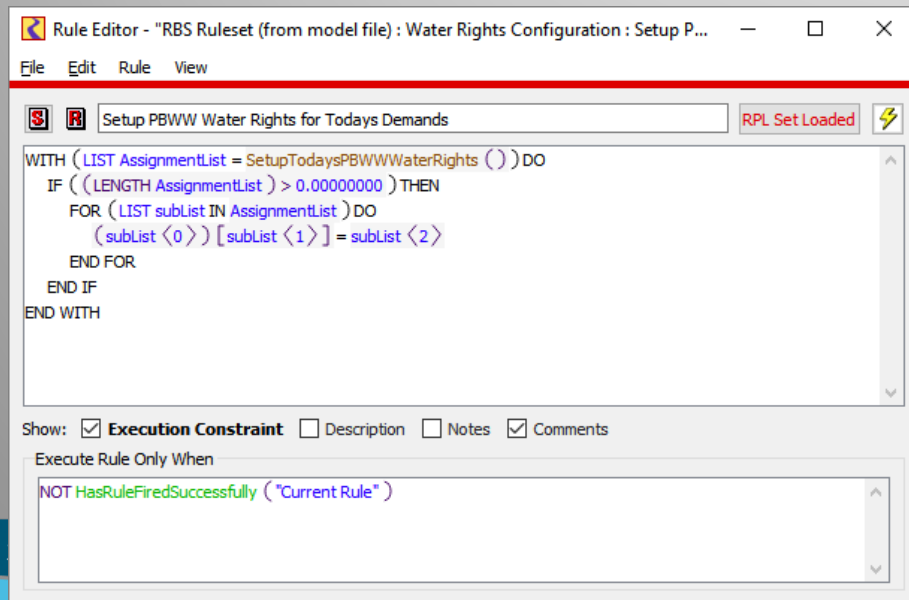 Rule Editor - "RBS Ruleset (from model file) : Water Rights Configuration : Setup P...
File Edit Rule View
S R Setup PBWW Water Rights for Todays Demands RPL Set Loaded
WITH ( LIST AssignmentList = SetupTodaysPBWWWaterRights ( ) ) DO
IF ( ( LENGTH AssignmentList ) > 0.00000000 ) THEN
FOR ( LIST subList IN AssignmentList ) DO
( subList 〈0〉 ) [ subList 〈1〉 ] = subList 〈2〉
END FOR
END IF
END WITH
Show: Execution Constraint Description Notes Comments
Execute Rule Only When
NOT HasRuleFiredSuccessfully ( "Current Rule" )